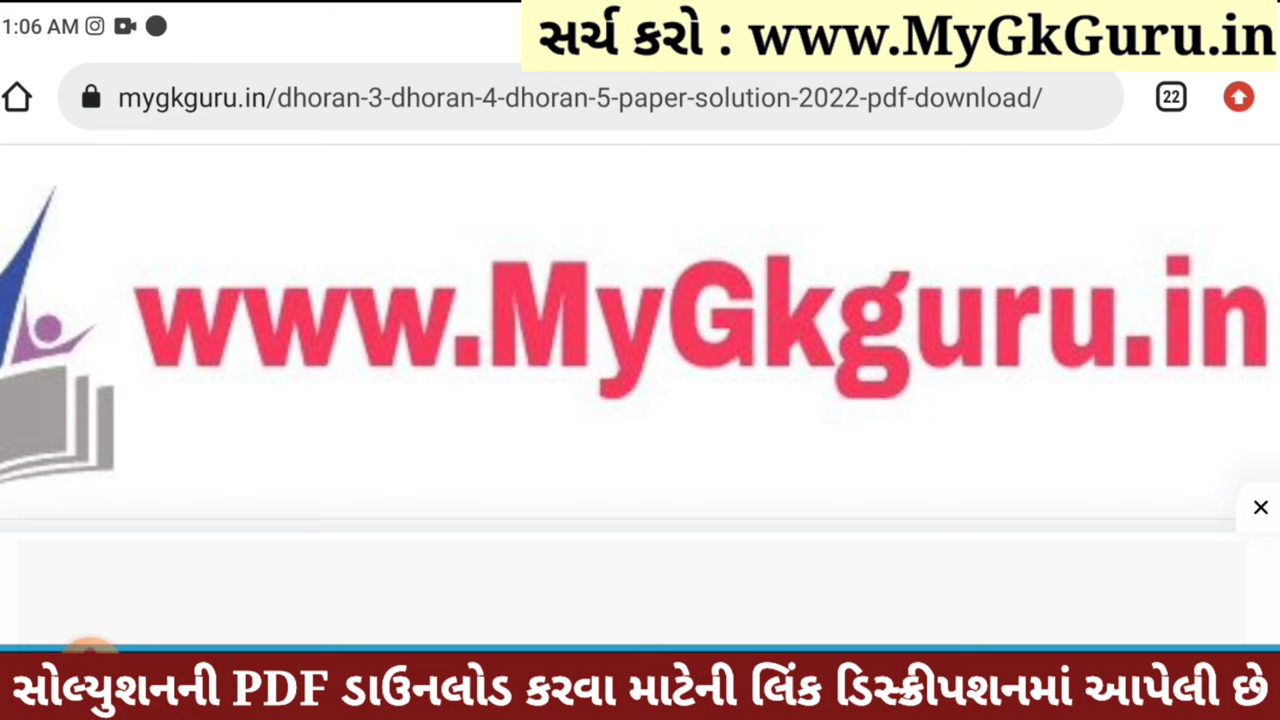 સર્ચ કરો : www.MyGkGuru.in
1:06 AM
mygkguru.in/dhoran-3-dhoran-4-dhoran-5-paper-solution-2022-pdf-download/
22
www.MyGkguru.in
સોલ્યુશનની PDF ડાઉનલોડ કરવા માટેની લિંક ડિસ્ક્રીપશનમાં આપેલી છે